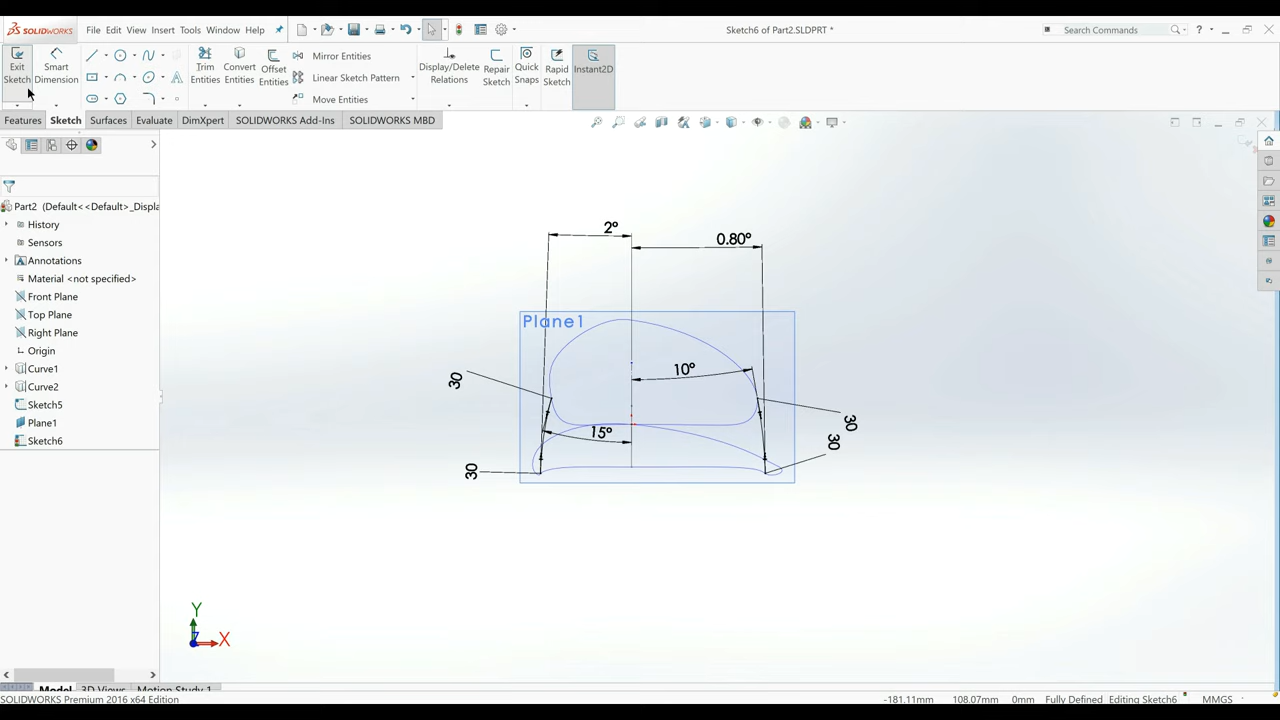 SOLIDWORKS File Edit View Insert Tools Window Help Sketch6 of Part2.SLDPRT * Search Commands
Exit Sketch
Smart Dimension
Trim Entities
Convert Entities
Offset Entities
Mirror Entities
Linear Sketch Pattern
Move Entities
Display/Delete Relations
Repair Sketch
Quick Snaps
Rapid Sketch
Instant2D
Features Sketch Surfaces Evaluate DimXpert SOLIDWORKS Add-Ins SOLIDWORKS MBD
Part2 (Default<<Default>_Displa
History
Sensors
Annotations
Material <not specified>
Front Plane
Top Plane
Right Plane
Origin
Curve1
Curve2
Sketch5
Plane1
Sketch6
2°
0.80°
Plane1
10°
30
30
15°
30
30
Y
Z
X
Model 3D Views Motion Study 1
SOLIDWORKS Premium 2016 x64 Edition -181.11mm 108.07mm 0mm Fully Defined Editing Sketch6 MMGS